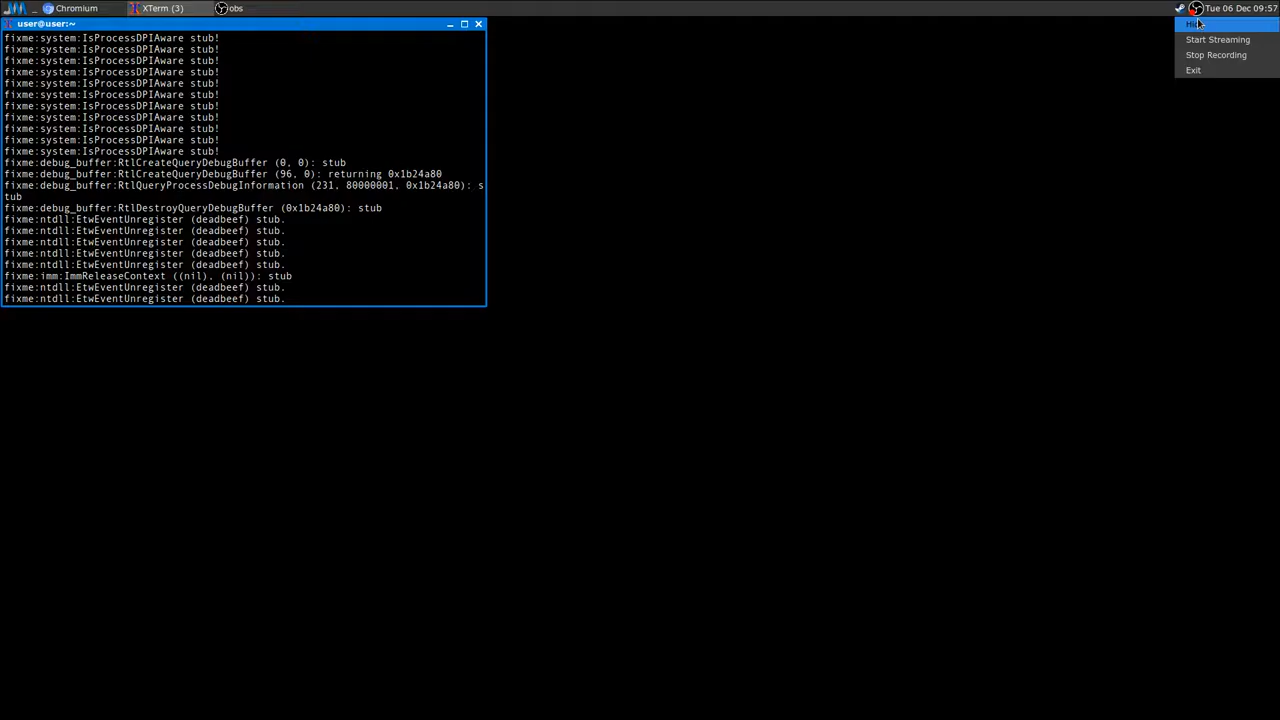 Chromium XTerm (3) obs Tue 06 Dec 09:57
user@user:~
fixme:system:IsProcessDPIAware stub!
fixme:system:IsProcessDPIAware stub!
fixme:system:IsProcessDPIAware stub!
fixme:system:IsProcessDPIAware stub!
fixme:system:IsProcessDPIAware stub!
fixme:system:IsProcessDPIAware stub!
fixme:system:IsProcessDPIAware stub!
fixme:system:IsProcessDPIAware stub!
fixme:system:IsProcessDPIAware stub!
fixme:system:IsProcessDPIAware stub!
fixme:system:IsProcessDPIAware stub!
fixme:debug_buffer:RtlCreateQueryDebugBuffer (0, 0): stub
fixme:debug_buffer:RtlCreateQueryDebugBuffer (96, 0): returning 0x1b24a80
fixme:debug_buffer:RtlQueryProcessDebugInformation (231, 80000001, 0x1b24a80): s
tub
fixme:debug_buffer:RtlDestroyQueryDebugBuffer (0x1b24a80): stub
fixme:ntdll:EtwEventUnregister (deadbeef) stub.
fixme:ntdll:EtwEventUnregister (deadbeef) stub.
fixme:ntdll:EtwEventUnregister (deadbeef) stub.
fixme:ntdll:EtwEventUnregister (deadbeef) stub.
fixme:ntdll:EtwEventUnregister (deadbeef) stub.
fixme:imm:ImmReleaseContext ((nil), (nil)): stub
fixme:ntdll:EtwEventUnregister (deadbeef) stub.
fixme:ntdll:EtwEventUnregister (deadbeef) stub.
Start Streaming
Stop Recording
Exit